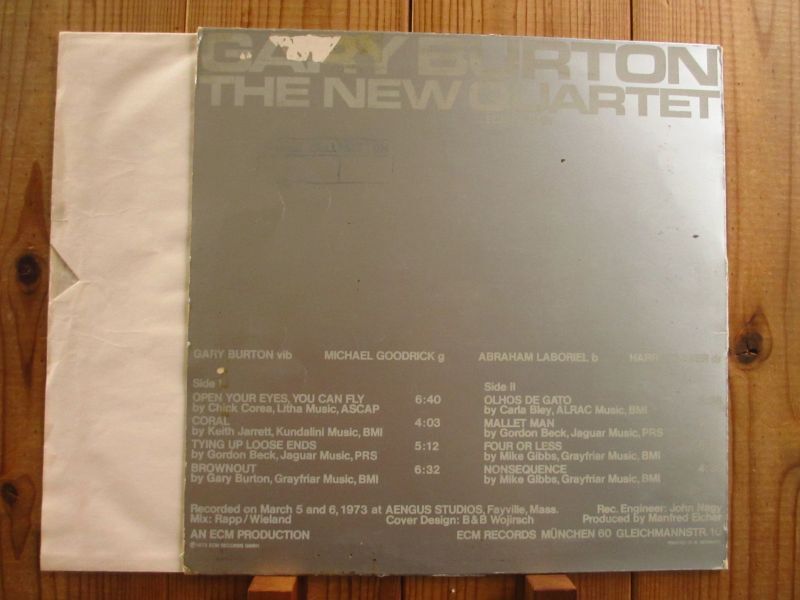 GARY BURTON
THE NEW QUARTET
GARY BURTON vib MICHAEL GOODRICK g ABRAHAM LABORIEL b
Side I
OPEN YOUR EYES, YOU CAN FLY 6:40
by Chick Corea, Litha Music, ASCAP
CORAL 4:03
by Keith Jarrett, Kundalini Music, BMI
TYING UP LOOSE ENDS 5:12
by Gordon Beck, Jaguar Music, PRS
BROWNOUT 6:32
by Gary Burton, Grayfriar Music, BMI
Side II
OLHOS DE GATO
by Carla Bley, ALRAC Music, BMI
MALLET MAN
by Gordon Beck, Jaguar Music, PRS
FOUR OR LESS
by Mike Gibbs, Grayfriar Music, BMI
NONSEQUENCE
by Mike Gibbs, Grayfriar Music, BMI
Recorded on March 5 and 6, 1973 at AENGUS STUDIOS, Fayville, Mass. Rec. Engineer: John Nagy
Mix: Rapp/Wieland Cover Design: B&B Wojirsch Produced by Manfred Eicher
AN ECM PRODUCTION ECM RECORDS MÜNCHEN 60 GLEICHMANNSTR. 10
℗ 1973 ECM RECORDS GMBH